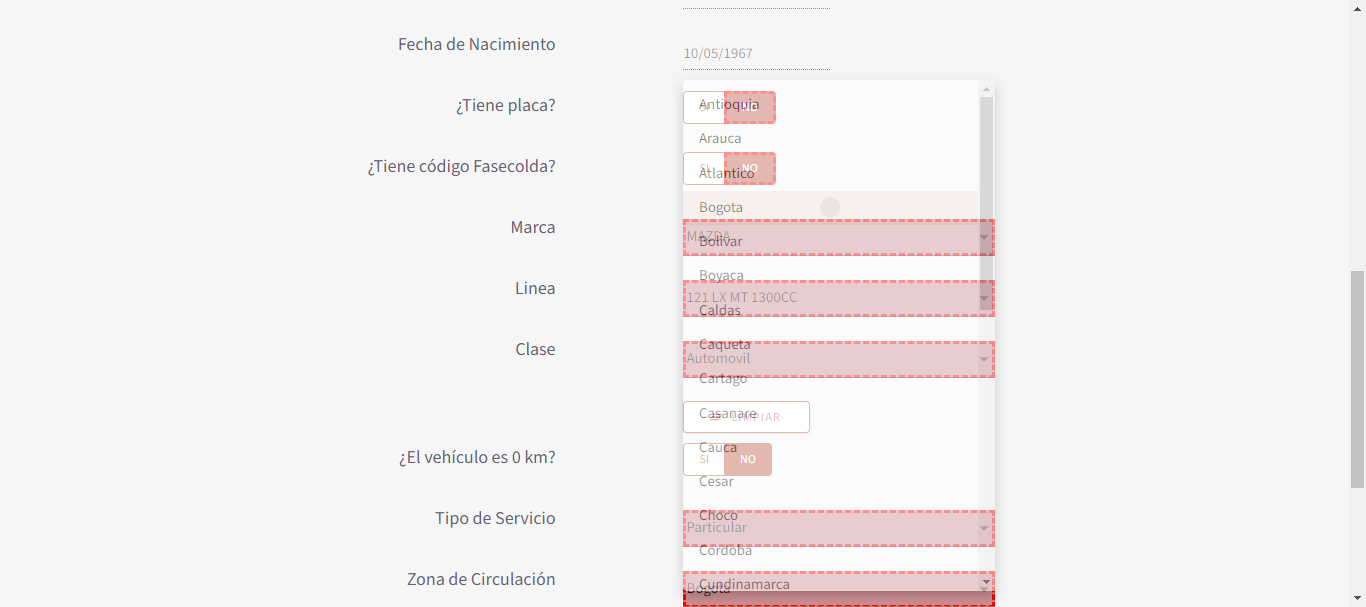 Fecha de Nacimiento
10/05/1967
¿Tiene placa?
SI NO
Antioquia
Arauca
¿Tiene código Fasecolda?
SI NO
Atlantico
Bogota
Marca
MAZDA
Bolivar
Boyaca
Linea
121 LX MT 1300CC
Caldas
Caqueta
Clase
Automovil
Cartago
Casanare
LIMPIAR
Cauca
¿El vehículo es 0 km?
SI NO
Cesar
Choco
Tipo de Servicio
Particular
Cordoba
Zona de Circulación
Cundinamarca
Bogota